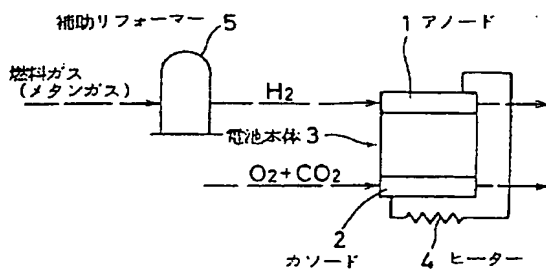 補助リフォーマー 5
1 アノード
燃料ガス
(メタンガス)
H2
電池本体 3
O2+CO2
2
カソード
4 ヒーター